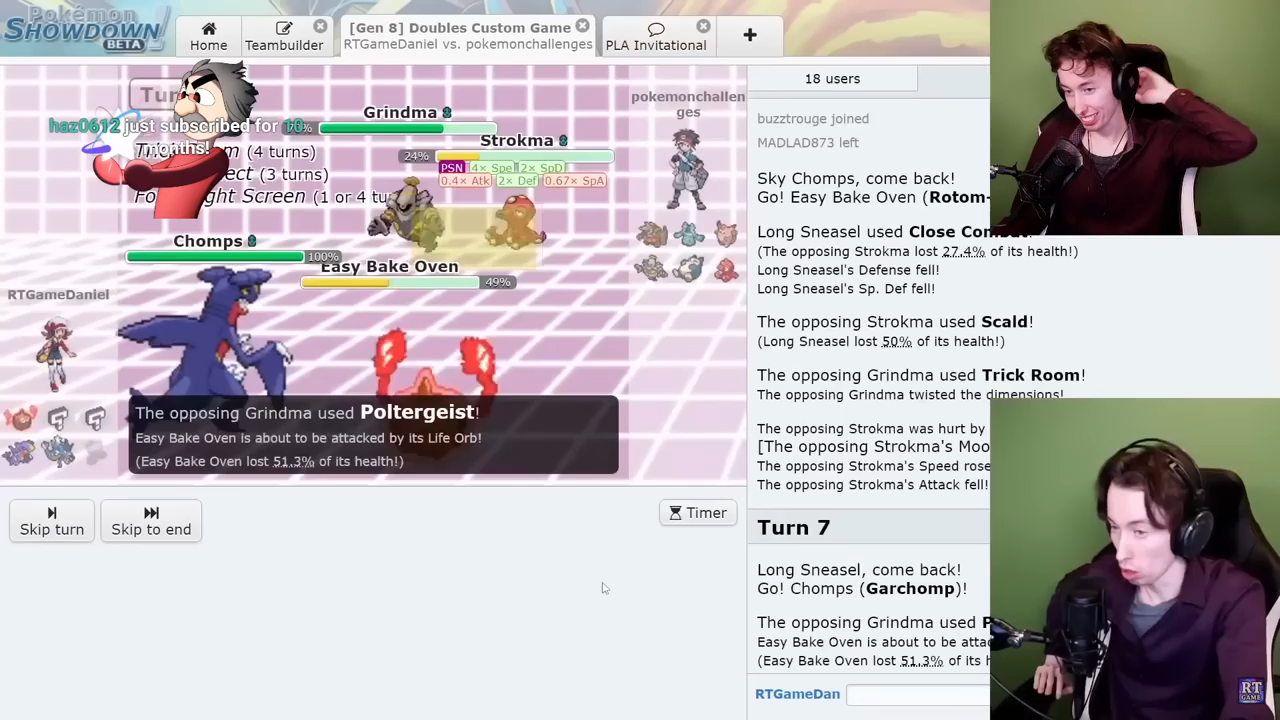 Pokémon
SHOWDOWN!
BETA
Home
Teambuilder
[Gen 8] Doubles Custom Game
RTGameDaniel vs. pokemonchallenges
PLA Invitational
haz0612 just subscribed for 10
months!
(4 turns)
(3 turns)
(1 or 4 tu
Grindma
Strokma
24%
PSN 4× Spe 2× SpD
0.4× Atk 2× Def 0.67× SpA
Chomps
100%
Easy Bake Oven
49%
RTGameDaniel
pokemonchallen
ges
The opposing Grindma used Poltergeist!
Easy Bake Oven is about to be attacked by its Life Orb!
(Easy Bake Oven lost 51.3% of its health!)
Skip turn
Skip to end
Timer
18 users
buzztrouge joined
MADLAD873 left
Sky Chomps, come back!
Go! Easy Bake Oven (Rotom-
Long Sneasel used Close Combat!
(The opposing Strokma lost 27.4% of its health!)
Long Sneasel's Defense fell!
Long Sneasel's Sp. Def fell!
The opposing Strokma used Scald!
(Long Sneasel lost 50% of its health!)
The opposing Grindma used Trick Room!
The opposing Grindma twisted the dimensions!
The opposing Strokma was hurt by
[The opposing Strokma's Moo
The opposing Strokma's Speed rose
The opposing Strokma's Attack fell!
Turn 7
Long Sneasel, come back!
Go! Chomps (Garchomp)!
The opposing Grindma used P
Easy Bake Oven is about to be attac
(Easy Bake Oven lost 51.3% of its h
RTGameDan
RT
GAME